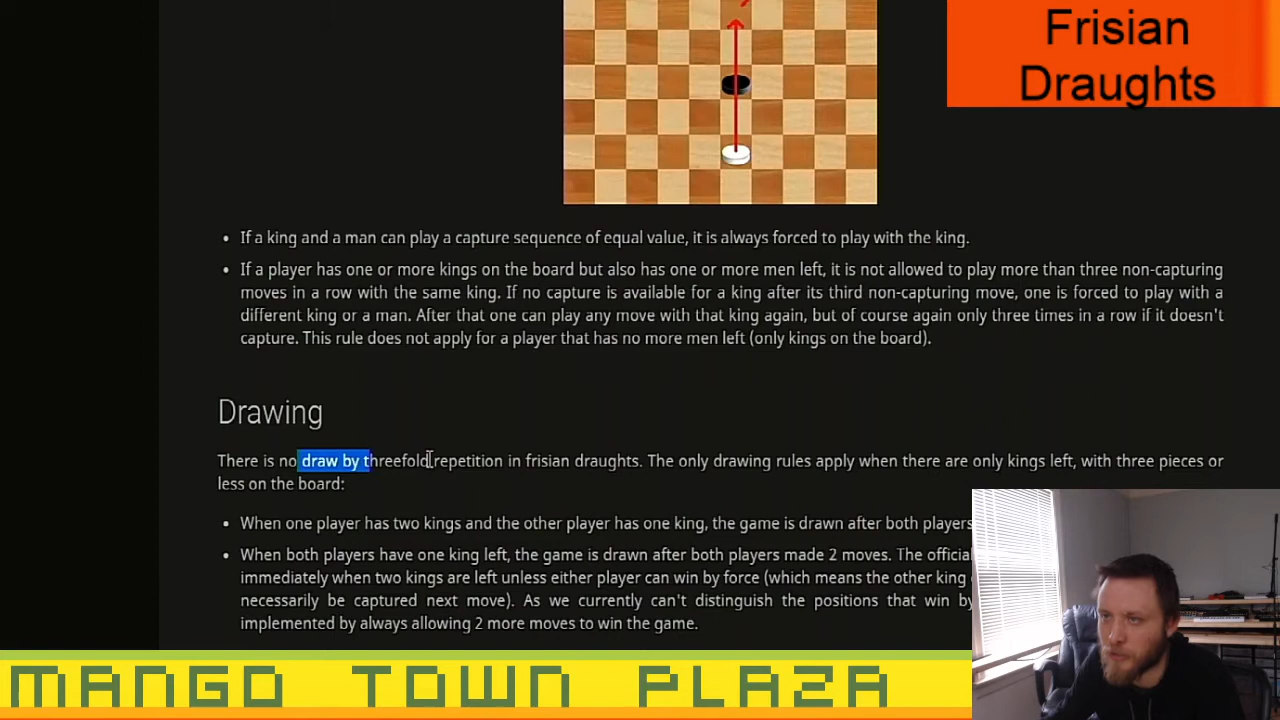 Frisian
Draughts
If a king and a man can play a capture sequence of equal value, it is always forced to play with the king.
If a player has one or more kings on the board but also has one or more men left, it is not allowed to play more than three non-capturing
moves in a row with the same king. If no capture is available for a king after its third non-capturing move, one is forced to play with a
different king or a man. After that one can play any move with that king again, but of course again only three times in a row if it doesn't
capture. This rule does not apply for a player that has no more men left (only kings on the board).
Drawing
There is no draw by threefold repetition in frisian draughts. The only drawing rules apply when there are only kings left, with three pieces or
less on the board:
When one player has two kings and the other player has one king, the game is drawn after both players
When both players have one king left, the game is drawn after both players made 2 moves. The official
immediately when two kings are left unless either player can win by force (which means the other king
necessarily be captured next move). As we currently can't distinguish the positions that win by
implemented by always allowing 2 more moves to win the game.
MANGO TOWN PLAZA